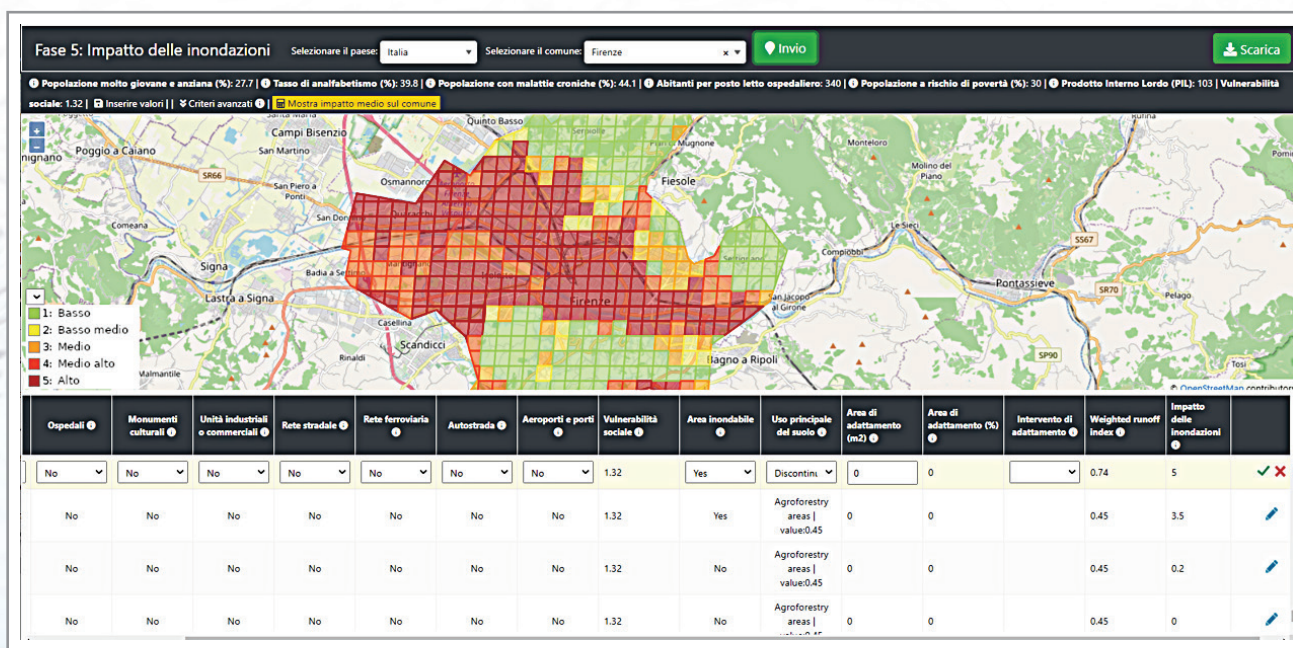 Fase 5: Impatto delle inondazioni Selezionare il paese: Italia Selezionare il comune: Firenze x Invio Scarica
Popolazione molto giovane e anziana (%): 27.7 | Tasso di analfabetismo (%): 39.8 | Popolazione con malattie croniche (%): 44.1 | Abitanti per posto letto ospedaliero: 340 | Popolazione a rischio di povertà (%): 30 | Prodotto Interno Lordo (PIL): 103 | Vulnerabilità
sociale: 1.32 | Inserire valori | | Criteri avanzati | Mostra impatto medio sul comune
Quinto Basso
Rufina
+
Campi Bisenzio
Serpiolle
–
Mugnone
Monteloro
Poggio a Caiano
San Martino
Molino del
Piano
SR66
Osmannoro
Fiesole
San Piero a
Ponti
Comeana
Le Sieci
Settignano
SS67
Compiobbi
Signa
Badia a Settimo
Pontassieve
SR70
Lastra a Signa
Firenze
San Jacopo
al Girone
Pelago
1: Basso
Casellina
2: Basso medio
Scandicci
3: Medio
Rinaldi
Bagno a Ripoli
SP90
4: Medio alto
Malmantile
Tosi
5: Alto
© OpenStreetMap contributors
Ospedali Monumenti culturali Unità industriali o commerciali Rete stradale Rete ferroviaria Autostrada Aeroporti e porti Vulnerabilità sociale Area inondabile Uso principale del suolo Area di adattamento (m2) Area di adattamento (%) Intervento di adattamento Weighted runoff index Impatto delle inondazioni
No No No No No No No 1.32 Yes Discontinu 0 0 0.74 5
No No No No No No No 1.32 Yes Agroforestry areas | value:0.45 0 0 0.45 3.5
No No No No No No No 1.32 No Agroforestry areas | value:0.45 0 0 0.45 0.2
No No No No No No No 1.32 No Agroforestry areas | value:0.45 0 0 0.45 0